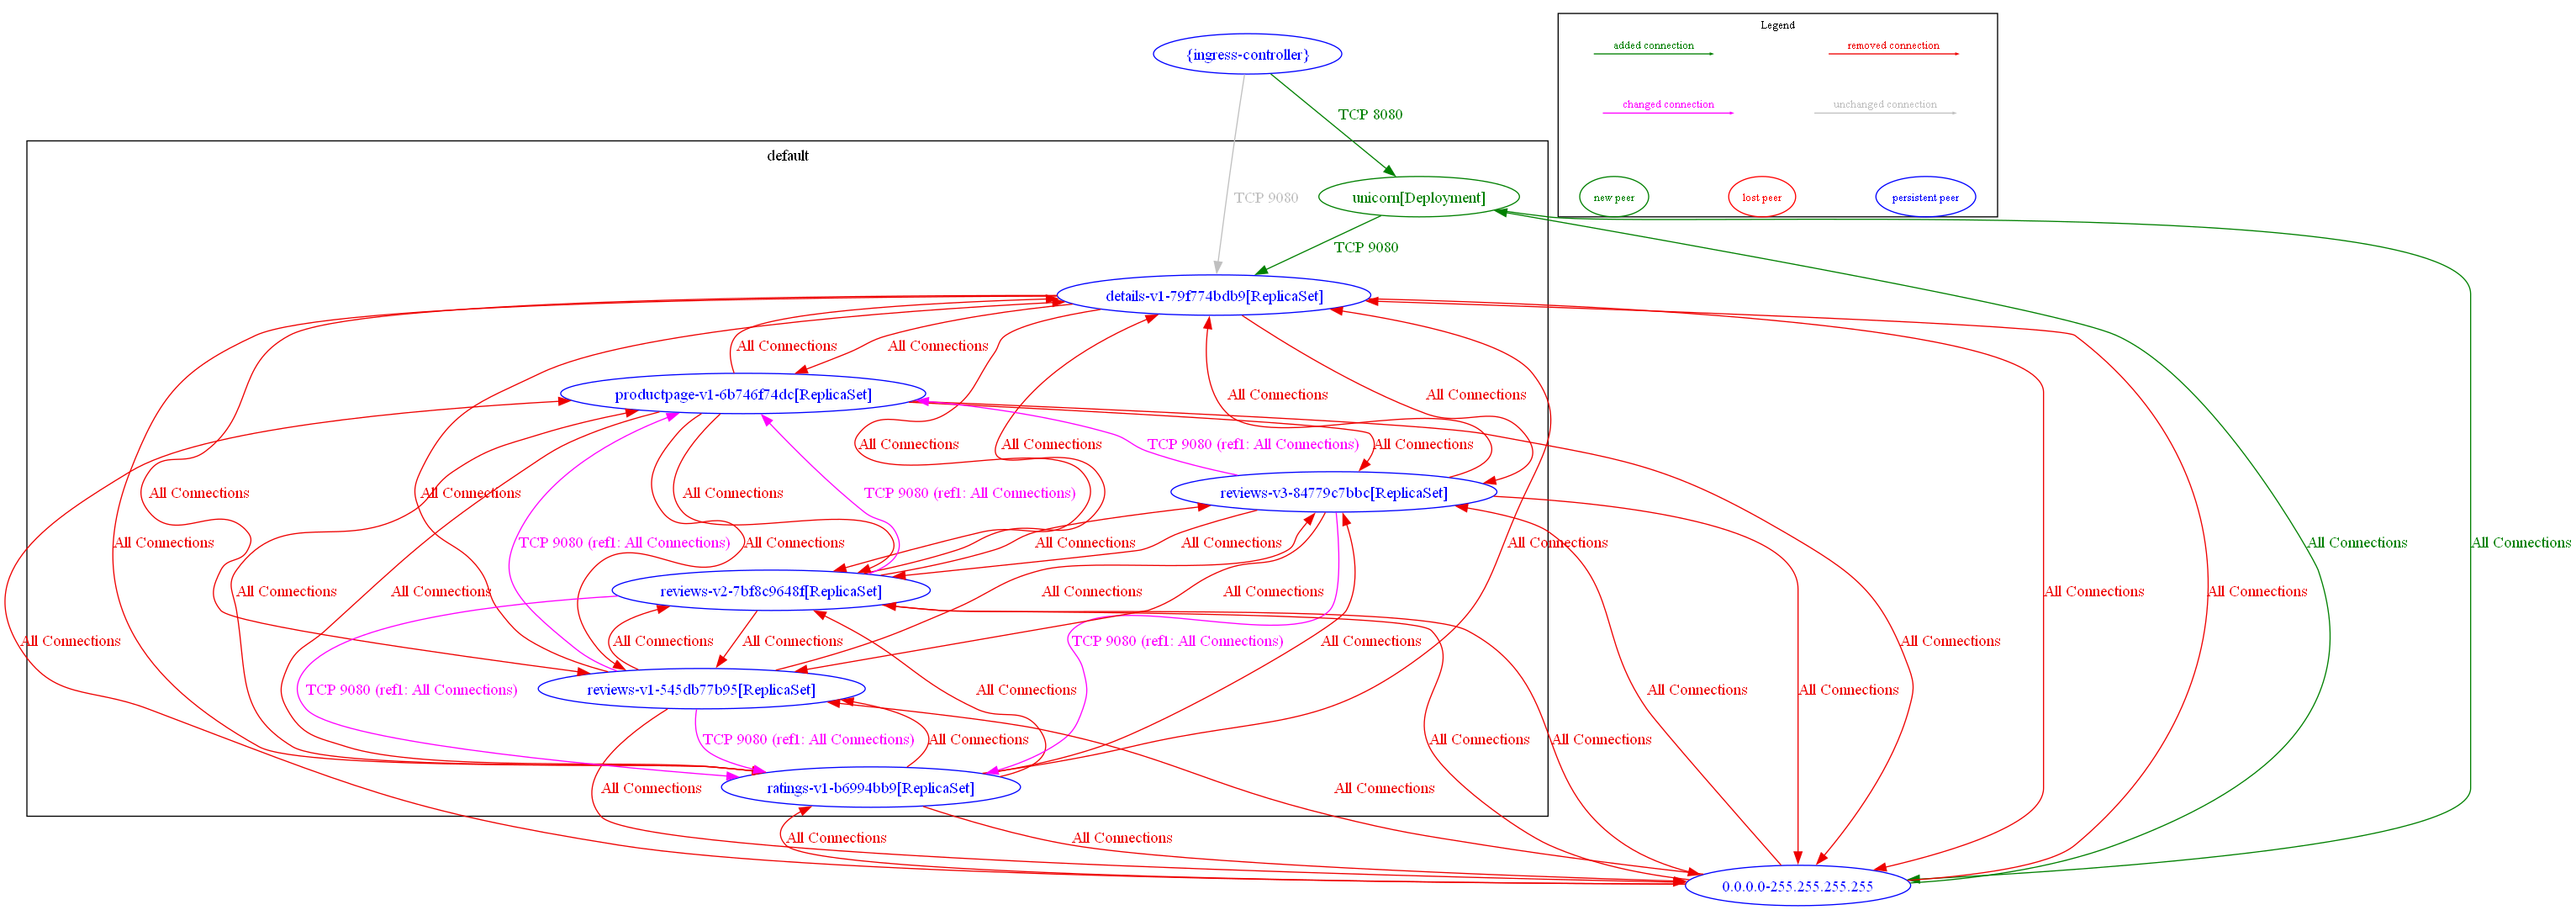 Legend
added connection
removed connection
{ingress-controller}
changed connection
unchanged connection
TCP 8080
default
TCP 9080
unicorn[Deployment]
new peer
lost peer
persistent peer
TCP 9080
details-v1-79f774bdb9[ReplicaSet]
All Connections
All Connections
productpage-v1-6b746f74dc[ReplicaSet]
All Connections
All Connections
All Connections
All Connections
TCP 9080 (ref1: All Connections)
All Connections
All Connections
All Connections
All Connections
TCP 9080 (ref1: All Connections)
reviews-v3-84779c7bbc[ReplicaSet]
All Connections
TCP 9080 (ref1: All Connections)
All Connections
All Connections
All Connections
All Connections
All Connections
All Connections
All Connections
All Connections
reviews-v2-7bf8c9648f[ReplicaSet]
All Connections
All Connections
All Connections
All Connections
All Connections
All Connections
All Connections
TCP 9080 (ref1: All Connections)
All Connections
All Connections
TCP 9080 (ref1: All Connections)
reviews-v1-545db77b95[ReplicaSet]
All Connections
All Connections
All Connections
TCP 9080 (ref1: All Connections)
All Connections
All Connections
All Connections
All Connections
ratings-v1-b6994bb9[ReplicaSet]
All Connections
All Connections
All Connections
0.0.0.0-255.255.255.255